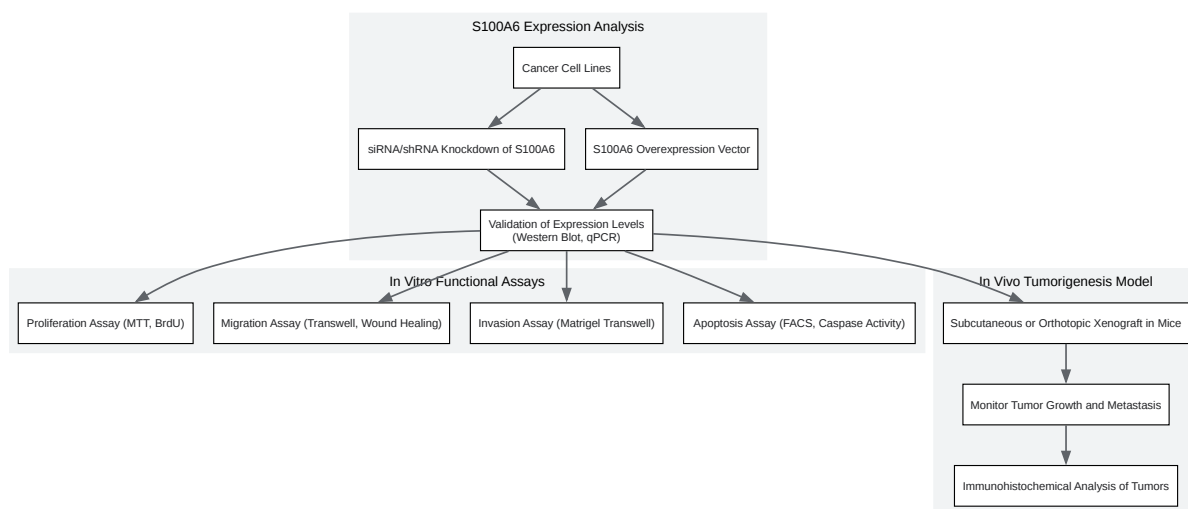 S100A6 Expression Analysis
Cancer Cell Lines
siRNA/shRNA Knockdown of S100A6
S100A6 Overexpression Vector
Validation of Expression Levels
(Western Blot, qPCR)
In Vitro Functional Assays
Proliferation Assay (MTT, BrdU)
Migration Assay (Transwell, Wound Healing)
Invasion Assay (Matrigel Transwell)
Apoptosis Assay (FACS, Caspase Activity)
In Vivo Tumorigenesis Model
Subcutaneous or Orthotopic Xenograft in Mice
Monitor Tumor Growth and Metastasis
Immunohistochemical Analysis of Tumors